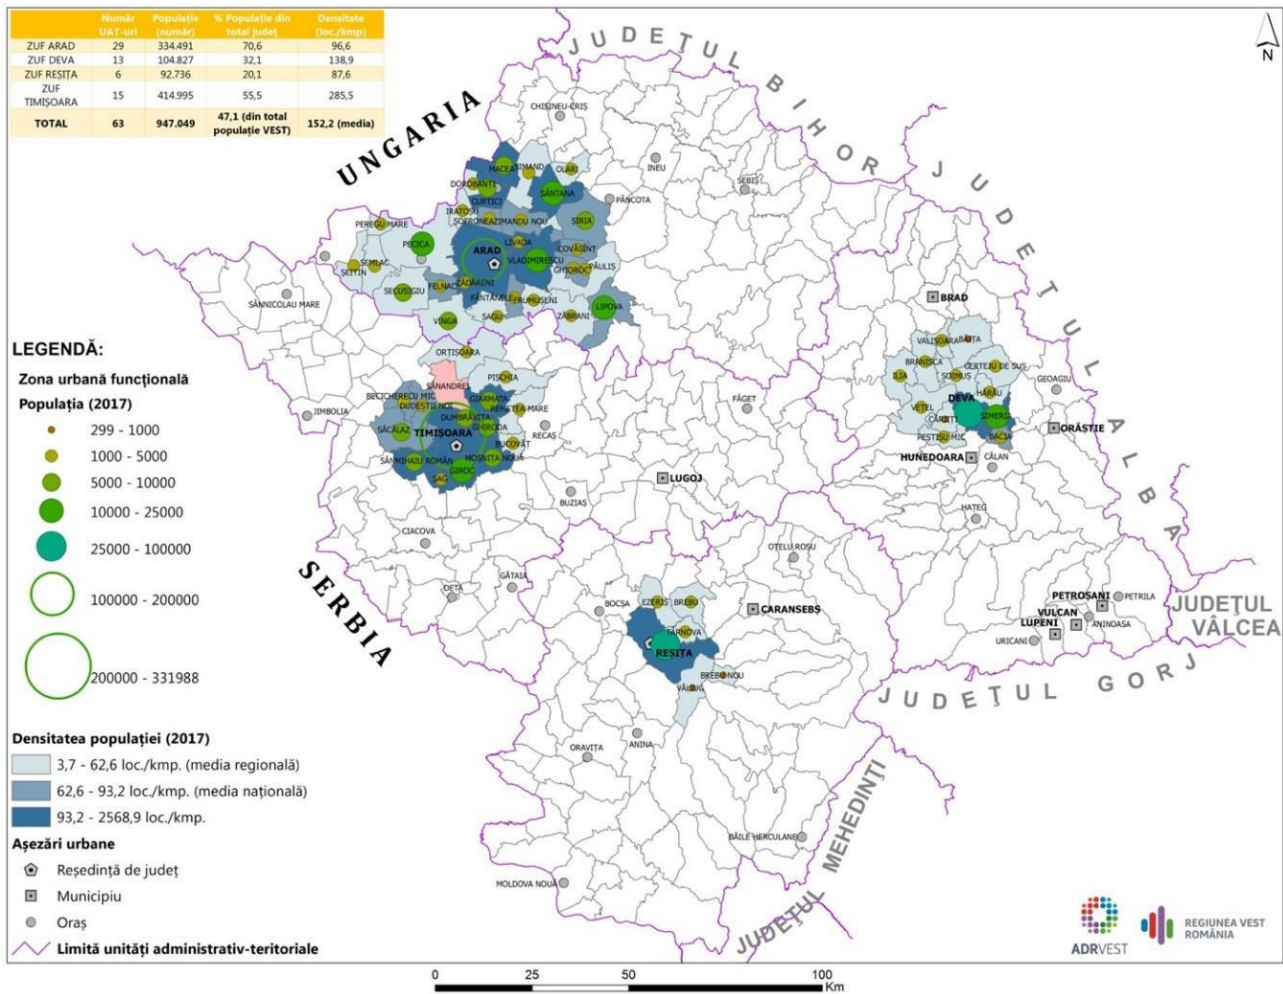 Număr UAT-uri Populație (număr) % Populație din total județ Densitate (loc./kmp)
ZUF ARAD 29 334.491 70,6 96,6
ZUF DEVA 13 104.827 32,1 138,9
ZUF REȘIȚA 6 92.736 20,1 87,6
ZUF TIMIȘOARA 15 414.995 55,5 285,5
TOTAL 63 947.049 47,1 (din total populație VEST) 152,2 (media)
N
JUDEȚUL BIHOR
JUDEȚUL ALBA
UNGARIA
SERBIA
JUDEȚUL VÂLCEA
JUDEȚUL GORJ
JUDEȚUL MEHEDINȚI
CHIȘINEU-CRIȘ
INEU
SEBIȘ
PÂNCOTA
MACEA
OLARI
DOROBANȚI
SÂNTANA
CURTICI
IRATOȘU
ZIMANDU NOU
ȘIRIA
PEREGU MARE
PECICA
ARAD
LIVADA
VLADIMIRESCU
COVĂSINȚ
GHIOROC
PĂULIȘ
SEMLAC
ȘEITIN
SECUSIGIU
FELNAC
ZĂDĂRENI
FRUMUȘENI
LIPOVA
VINGA
ȘAGU
ZĂBRANI
SÂNNICOLAU MARE
ORȚIȘOARA
SÂNANDREI
PIȘCHIA
BECICHERECU MIC
DUDEȘTII NOI
GIARMATA
REMETEA MARE
DUMBRĂVIȚA
GHIRODA
TIMIȘOARA
SĂCĂLAZ
RECAȘ
BUCOVĂȚ
SÂNMIHAIU ROMÂN
MOȘNIȚA NOUĂ
GIROC
ȘAG
JIMBOLIA
FĂGET
LUGOJ
BUZIAȘ
CIACOVA
GĂTAIA
DETA
BRAD
VĂLIȘOARA
BĂIȚA
BRĂNIȘCA
CERTEJU DE SUS
ILIA
ȘOIMUȘ
HĂRĂU
GEOAGIU
DEVA
VEȚEL
CÂRJIȚI
SIMERIA
ORĂȘTIE
PEȘTIȘU MIC
BĂCIA
HUNEDOARA
CĂLAN
HAȚEG
OȚELU ROȘU
BOCȘA
EZERIȘ
BREBU
CARANSEBȘ
TÂRNOVA
REȘIȚA
BREBU NOU
VĂLIUG
PETROȘANI
PETRILA
VULCAN
LUPENI
ANINOASA
URICANI
ANINA
ORAVIȚA
BĂILE HERCULANE
MOLDOVA NOUĂ
LEGENDĂ:
Zona urbană funcțională
Populația (2017)
299 - 1000
1000 - 5000
5000 - 10000
10000 - 25000
25000 - 100000
100000 - 200000
200000 - 331988
Densitatea populației (2017)
3,7 - 62,6 loc./kmp. (media regională)
62,6 - 93,2 loc./kmp. (media națională)
93,2 - 2568,9 loc./kmp.
Așezări urbane
Reședință de județ
Municipiu
Oraș
Limită unități administrativ-teritoriale
ADRVEST
REGIUNEA VEST
ROMÂNIA
0 25 50 100
Km